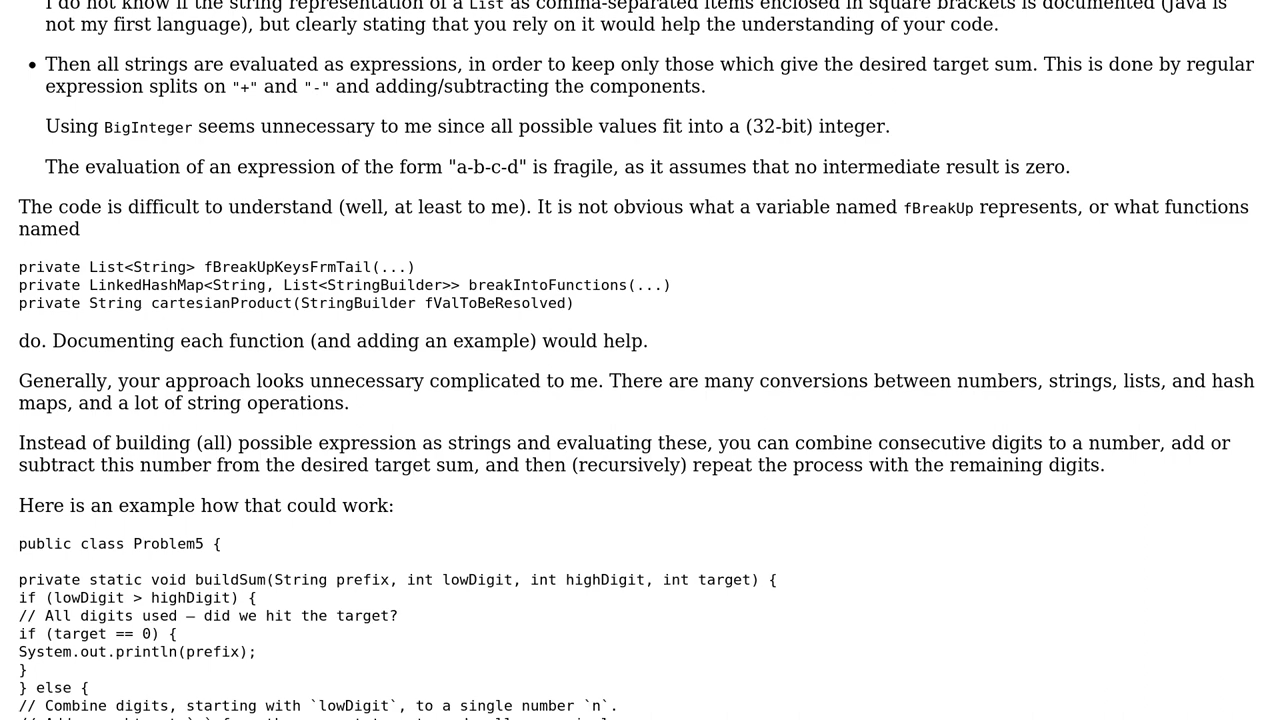 I do not know if the string representation of a List as comma-separated items enclosed in square brackets is documented (Java is
not my first language), but clearly stating that you rely on it would help the understanding of your code.
• Then all strings are evaluated as expressions, in order to keep only those which give the desired target sum. This is done by regular
expression splits on "+" and "-" and adding/subtracting the components.
Using BigInteger seems unnecessary to me since all possible values fit into a (32-bit) integer.
The evaluation of an expression of the form "a-b-c-d" is fragile, as it assumes that no intermediate result is zero.
The code is difficult to understand (well, at least to me). It is not obvious what a variable named fBreakUp represents, or what functions
named
private List<String> fBreakUpKeysFrmTail(...)
private LinkedHashMap<String, List<StringBuilder>> breakIntoFunctions(...)
private String cartesianProduct(StringBuilder fValToBeResolved)
do. Documenting each function (and adding an example) would help.
Generally, your approach looks unnecessary complicated to me. There are many conversions between numbers, strings, lists, and hash
maps, and a lot of string operations.
Instead of building (all) possible expression as strings and evaluating these, you can combine consecutive digits to a number, add or
subtract this number from the desired target sum, and then (recursively) repeat the process with the remaining digits.
Here is an example how that could work:
public class Problem5 {
private static void buildSum(String prefix, int lowDigit, int highDigit, int target) {
if (lowDigit > highDigit) {
// All digits used – did we hit the target?
if (target == 0) {
System.out.println(prefix);
}
} else {
// Combine digits, starting with `lowDigit`, to a single number `n`.